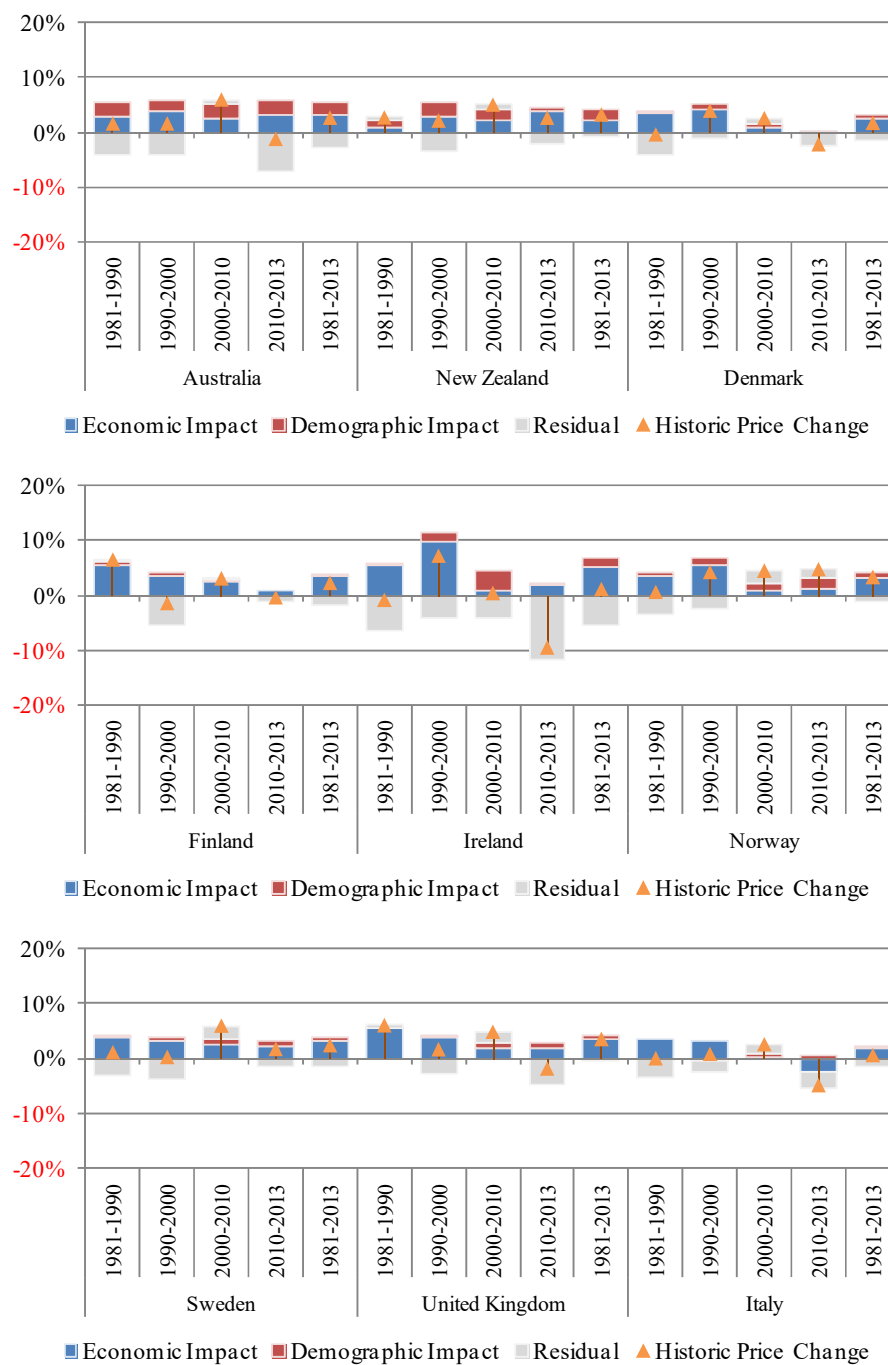 20%
10%
0%
-10%
-20%
1981-1990 1990-2000 2000-2010 2010-2013 1981-2013 1981-1990 1990-2000 2000-2010 2010-2013 1981-2013 1981-1990 1990-2000 2000-2010 2010-2013 1981-2013
Australia New Zealand Denmark
Economic Impact Demographic Impact Residual Historic Price Change
20%
10%
0%
-10%
-20%
1981-1990 1990-2000 2000-2010 2010-2013 1981-2013 1981-1990 1990-2000 2000-2010 2010-2013 1981-2013 1981-1990 1990-2000 2000-2010 2010-2013 1981-2013
Finland Ireland Norway
Economic Impact Demographic Impact Residual Historic Price Change
20%
10%
0%
-10%
-20%
1981-1990 1990-2000 2000-2010 2010-2013 1981-2013 1981-1990 1990-2000 2000-2010 2010-2013 1981-2013 1981-1990 1990-2000 2000-2010 2010-2013 1981-2013
Sweden United Kingdom Italy
Economic Impact Demographic Impact Residual Historic Price Change